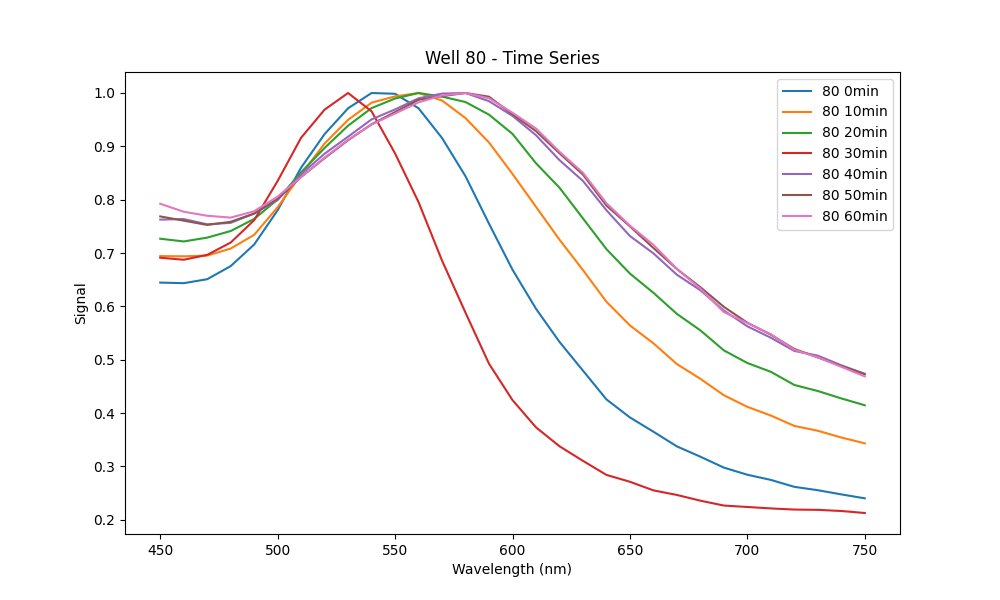 Well 80 - Time Series
Signal
1.0
0.9
0.8
0.7
0.6
0.5
0.4
0.3
0.2
80 0min
80 10min
80 20min
80 30min
80 40min
80 50min
80 60min
450 500 550 600 650 700 750
Wavelength (nm)